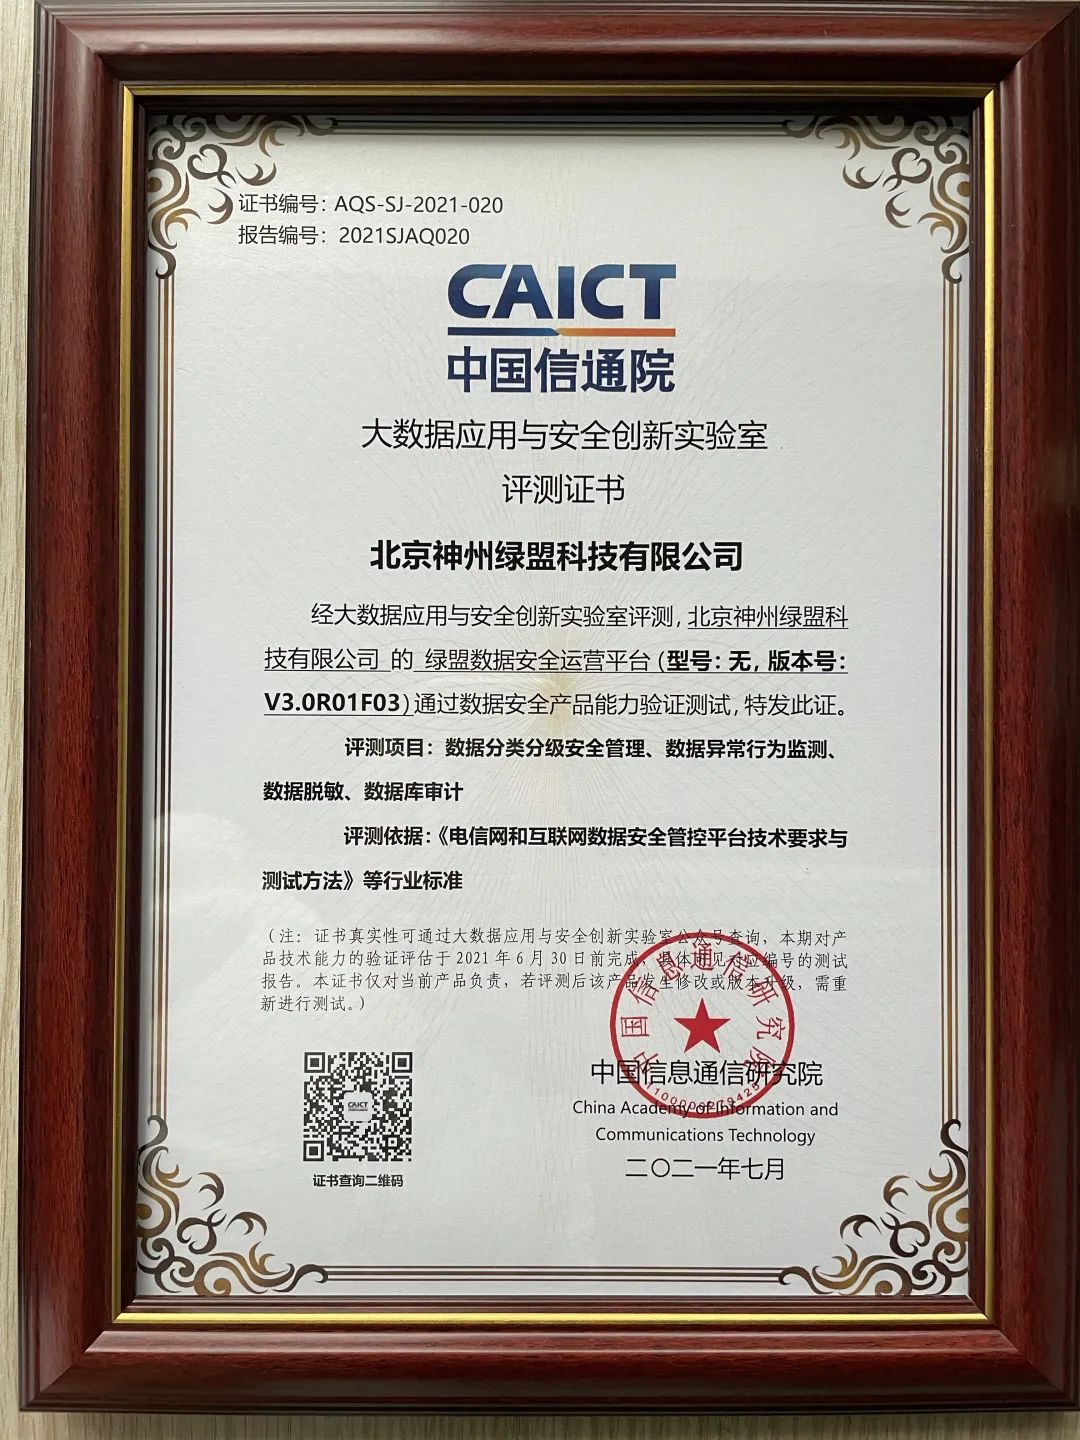 证书编号：AQS-SJ-2021-020
报告编号：2021SJAQ020
CAICT
中国信通院
大数据应用与安全创新实验室
评测证书
北京神州绿盟科技有限公司
经大数据应用与安全创新实验室评测，北京神州绿盟科
技有限公司 的 绿盟数据安全运营平台（型号：无，版本号：
V3.0R01F03）通过数据安全产品能力验证测试，特发此证。
评测项目：数据分类分级安全管理、数据异常行为监测、
数据脱敏、数据库审计
评测依据：《电信网和互联网数据安全管控平台技术要求与
测试方法》等行业标准
（注：证书真实性可通过大数据应用与安全创新实验室公众号查询，本期对产
品技术能力的验证评估于 2021 年 6 月 30 日前完成，具体详见对应编号的测试
报告。本证书仅对当前产品负责，若评测后该产品发生修改或版本升级，需重
新进行测试。）
中国信息通信研究院
CAICT
证书查询二维码
中国信息通信研究院
China Academy of Information and
Communications Technology
二〇二一年七月